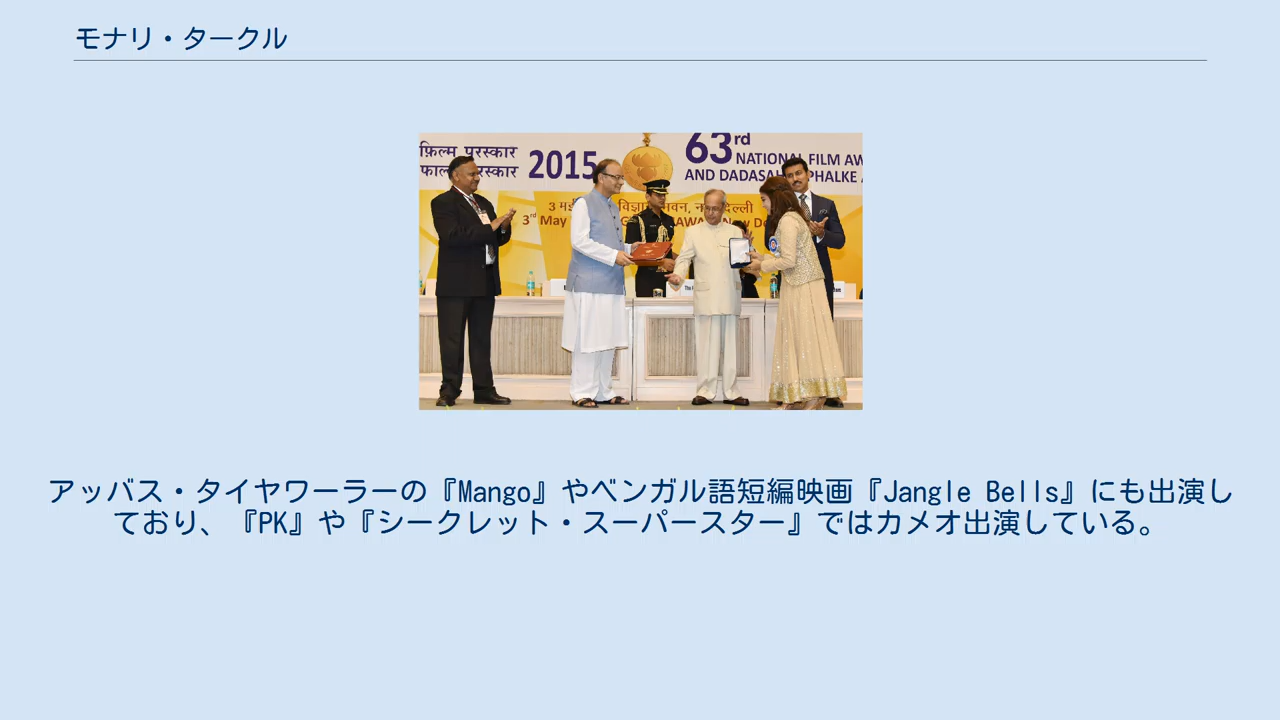 モナリ・タークル
फ़िल्म पुरस्कार
2015
63rd
NATIONAL FILM AW
AND DADASAH PHALKE
3 मई
3rd May
アッバス・タイヤワーラーの『Mango』やベンガル語短編映画『Jangle Bells』にも出演し
ており、『PK』や『シークレット・スーパースター』ではカメオ出演している。